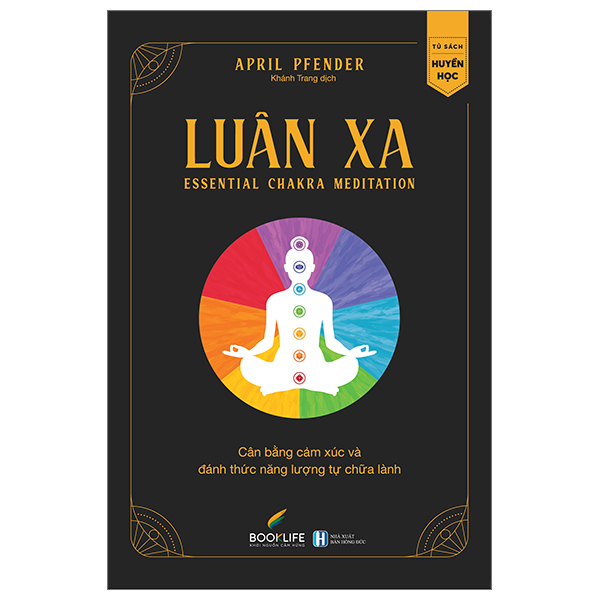 APRIL PFENDER
Khánh Trang dịch
TỦ SÁCH
HUYỀN
HỌC
LUÂN XA
ESSENTIAL CHAKRA MEDITATION
Cân bằng cảm xúc và
đánh thức năng lượng tự chữa lành
BOOKLIFE
KHƠI NGUỒN CẢM HỨNG
H
NHÀ XUẤT
BẢN HỒNG ĐỨC